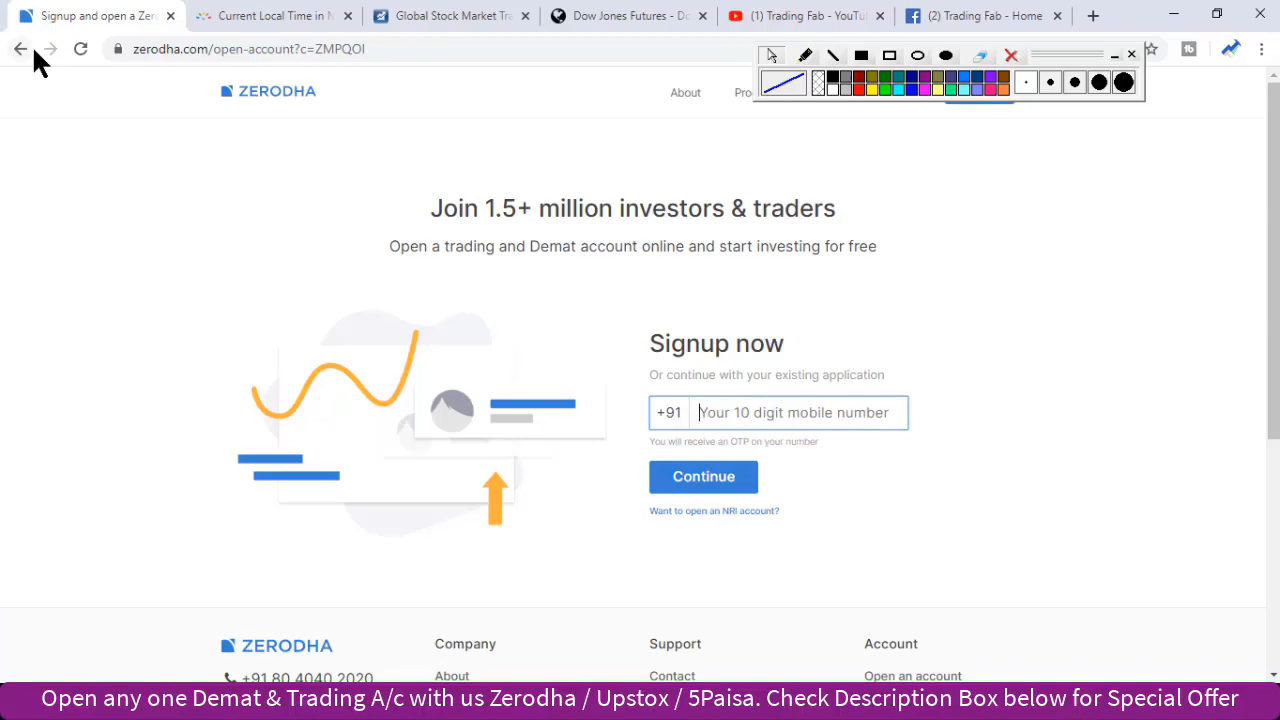 Signup and open a Zer
Current Local Time in N
Global Stock Market Tra
Dow Jones Futures - Do
(1) Trading Fab - YouTu
(2) Trading Fab - Home
zerodha.com/open-account?c=ZMPQOI
ZERODHA
About
Pro
Join 1.5+ million investors & traders
Open a trading and Demat account online and start investing for free
Signup now
Or continue with your existing application
+91 Your 10 digit mobile number
You will receive an OTP on your number
Continue
Want to open an NRI account?
ZERODHA
Company
Support
Account
+91 80 4040 2020
About
Contact
Open an account
Open any one Demat & Trading A/c with us Zerodha / Upstox / 5Paisa. Check Description Box below for Special Offer